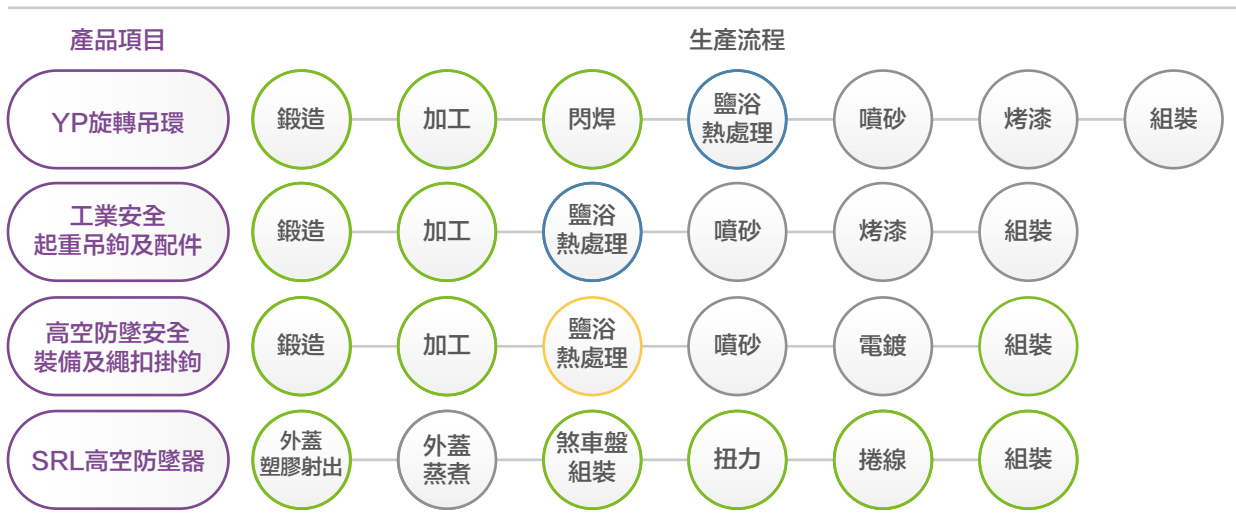 產品項目
生產流程
YP旋轉吊環
鍛造
加工
閃焊
鹽浴
熱處理
噴砂
烤漆
組裝
工業安全
起重吊鉤及配件
鍛造
加工
鹽浴
熱處理
噴砂
烤漆
組裝
高空防墜安全
裝備及繩扣掛鉤
鍛造
加工
鹽浴
熱處理
噴砂
電鍍
組裝
SRL高空防墜器
外蓋
塑膠射出
外蓋
蒸煮
煞車盤
組裝
扭力
捲線
組裝